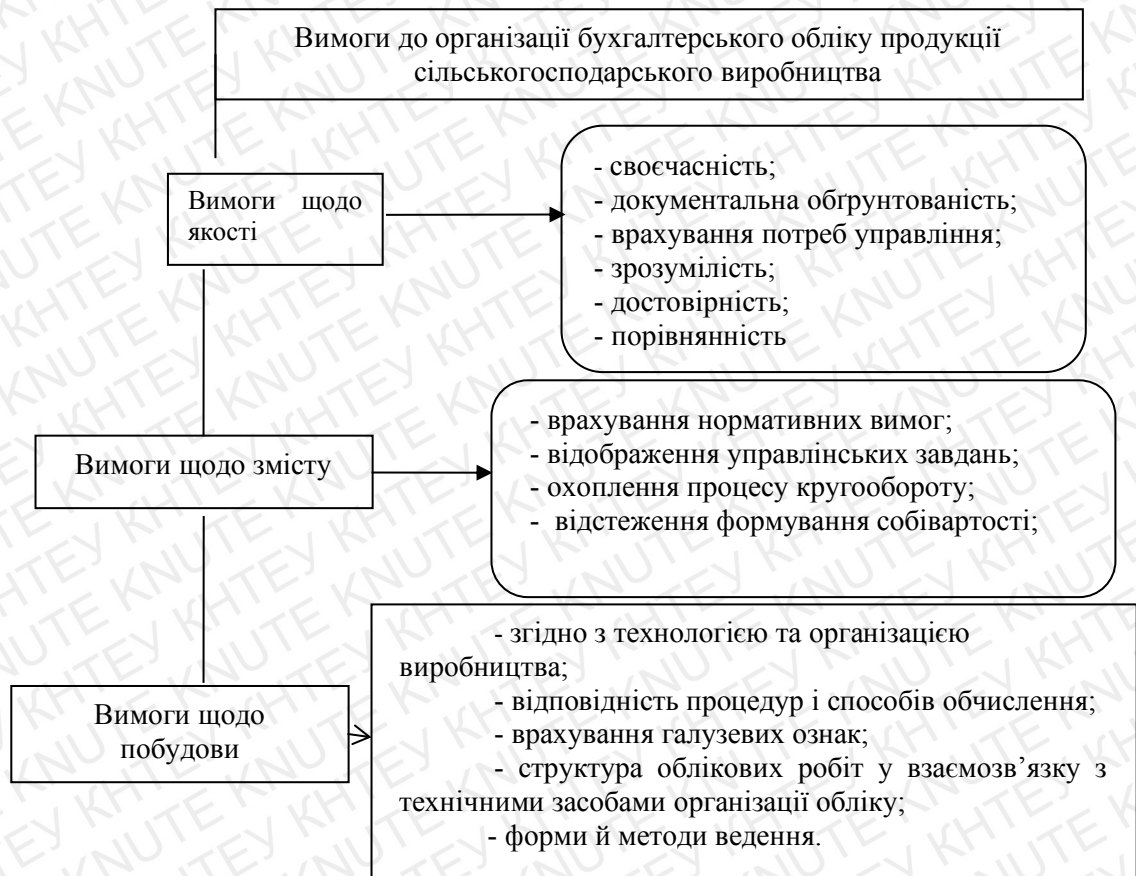 Вимоги до організації бухгалтерського обліку продукції
сільськогосподарського виробництва
Вимоги щодо
якості
- своєчасність;
- документальна обґрунтованість;
- врахування потреб управління;
- зрозумілість;
- достовірність;
- порівнянність
Вимоги щодо змісту
- врахування нормативних вимог;
- відображення управлінських завдань;
- охоплення процесу кругообороту;
- відстеження формування собівартості;
Вимоги щодо
побудови
- згідно з технологією та організацією
виробництва;
- відповідність процедур і способів обчислення;
- врахування галузевих ознак;
- структура облікових робіт у взаємозв’язку з
технічними засобами організації обліку;
- форми й методи ведення.